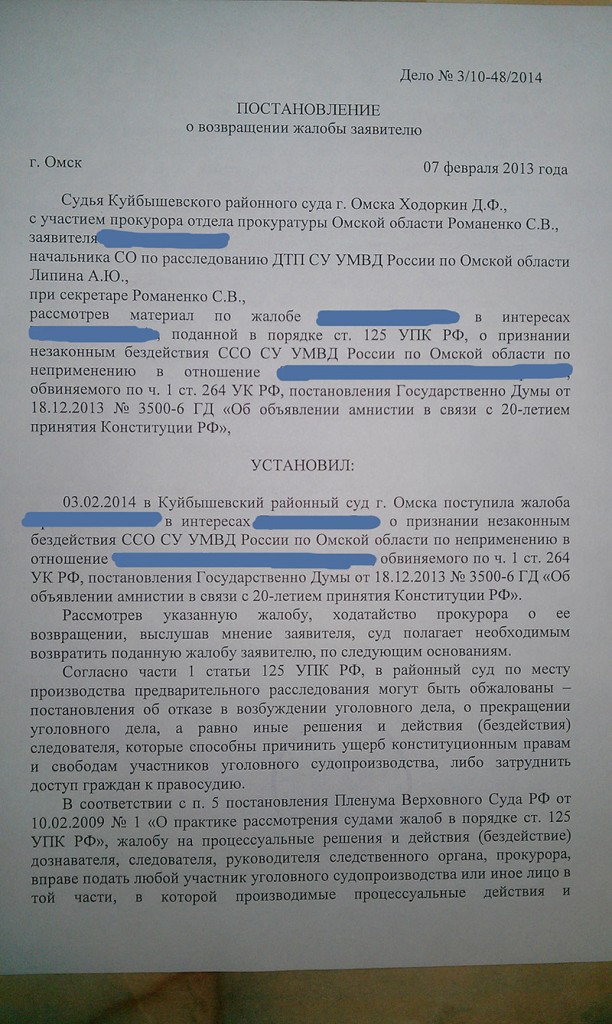 Дело № 3/10-48/2014
ПОСТАНОВЛЕНИЕ
о возвращении жалобы заявителю
г. Омск 07 февраля 2013 года
Судья Куйбышевского районного суда г. Омска Ходоркин Д.Ф.,
с участием прокурора отдела прокуратуры Омской области Романенко С.В.,
заявителя
начальника СО по расследованию ДТП СУ УМВД России по Омской области
Липина А.Ю.,
при секретаре Романенко С.В.,
рассмотрев материал по жалобе в интересах
, поданной в порядке ст. 125 УПК РФ, о признании
незаконным бездействия ССО СУ УМВД России по Омской области по
неприменению в отношении ,
обвиняемого по ч. 1 ст. 264 УК РФ, постановления Государственно Думы от
18.12.2013 № 3500-6 ГД «Об объявлении амнистии в связи с 20-летием
принятия Конституции РФ»,
УСТАНОВИЛ:
03.02.2014 в Куйбышевский районный суд г. Омска поступила жалоба
в интересах о признании незаконным
бездействия ССО СУ УМВД России по Омской области по неприменению в
отношении обвиняемого по ч. 1 ст. 264
УК РФ, постановления Государственно Думы от 18.12.2013 № 3500-6 ГД «Об
объявлении амнистии в связи с 20-летием принятия Конституции РФ».
Рассмотрев указанную жалобу, ходатайство прокурора о ее
возвращении, выслушав мнение заявителя, суд полагает необходимым
возвратить поданную жалобу заявителю, по следующим основаниям.
Согласно части 1 статьи 125 УПК РФ, в районный суд по месту
производства предварительного расследования могут быть обжалованы –
постановления об отказе в возбуждении уголовного дела, о прекращении
уголовного дела, а равно иные решения и действия (бездействия)
следователя, которые способны причинить ущерб конституционным правам
и свободам участников уголовного судопроизводства, либо затруднить
доступ граждан к правосудию.
В соответствии с п. 5 постановления Пленума Верховного Суда РФ от
10.02.2009 № 1 «О практике рассмотрения судами жалоб в порядке ст. 125
УПК РФ», жалобу на процессуальные решения и действия (бездействие)
дознавателя, следователя, руководителя следственного органа, прокурора,
вправе подать любой участник уголовного судопроизводства или иное лицо в
той части, в которой производимые процессуальные действия и